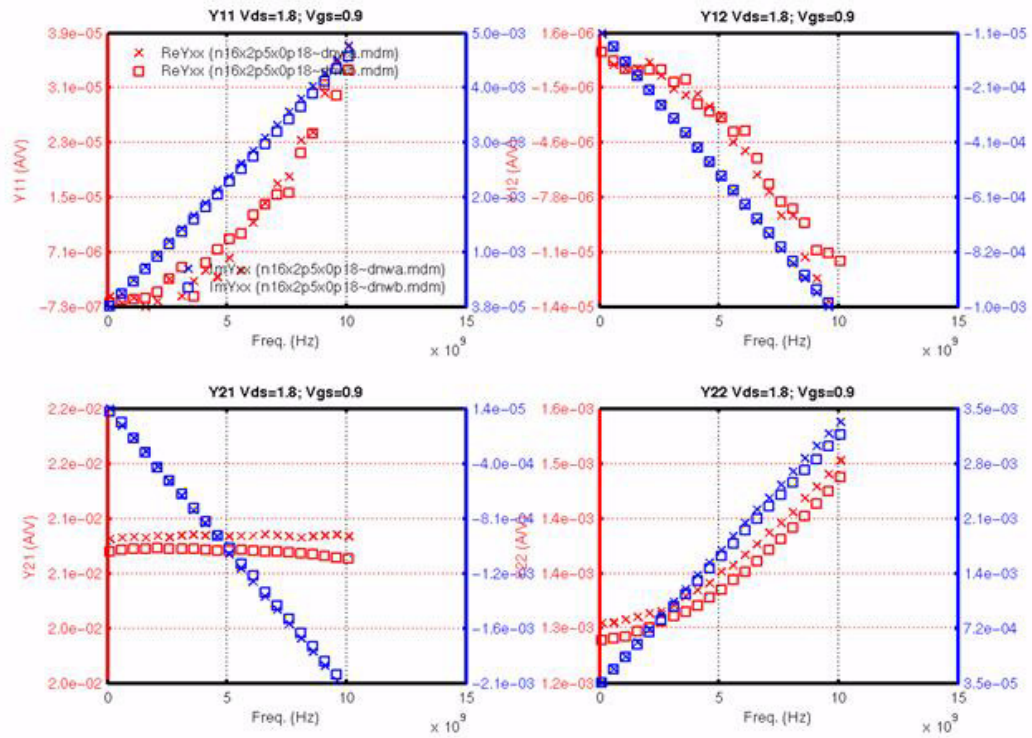 Y11 Vds=1.8; Vgs=0.9
3.9e-05
3.1e-05
2.3e-05
1.5e-05
7.1e-06
-7.3e-07
Y11 (A/V)
ReYxx (n16x2p5x0p18~dnwa.mdm)
ReYxx (n16x2p5x0p18~dnwb.mdm)
ImYxx (n16x2p5x0p18~dnwa.mdm)
ImYxx (n16x2p5x0p18~dnwb.mdm)
5.0e-03
4.0e-03
3.0e-03
2.0e-03
1.0e-03
3.8e-05
0 5 10 15
Freq. (Hz)
x 10^9
Y12 Vds=1.8; Vgs=0.9
1.6e-06
-1.5e-06
-4.6e-06
-7.8e-06
-1.1e-05
-1.4e-05
Y12 (A/V)
-1.1e-05
-2.1e-04
-4.1e-04
-6.1e-04
-8.2e-04
-1.0e-03
0 5 10 15
Freq. (Hz)
x 10^9
Y21 Vds=1.8; Vgs=0.9
2.2e-02
2.2e-02
2.1e-02
2.1e-02
2.0e-02
2.0e-02
Y21 (A/V)
1.4e-05
-4.0e-04
-8.1e-04
-1.2e-03
-1.6e-03
-2.1e-03
0 5 10 15
Freq. (Hz)
x 10^9
Y22 Vds=1.8; Vgs=0.9
1.6e-03
1.5e-03
1.4e-03
1.4e-03
1.3e-03
1.2e-03
Y22 (A/V)
3.5e-03
2.8e-03
2.1e-03
1.4e-03
7.2e-04
3.5e-05
0 5 10 15
Freq. (Hz)
x 10^9